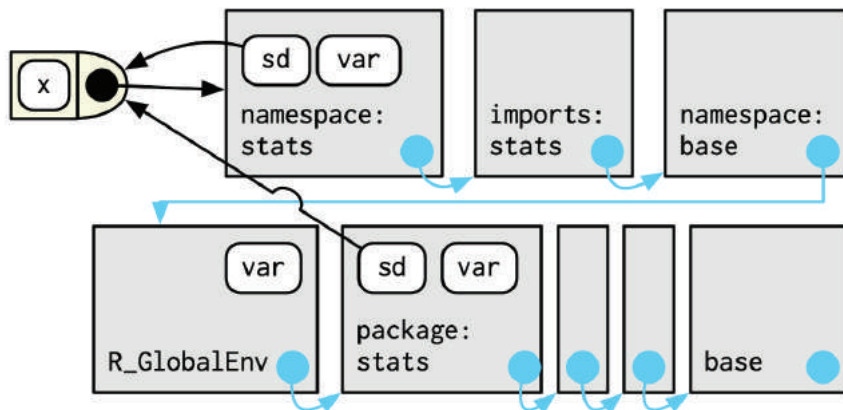 x
sd var
namespace:
stats
imports:
stats
namespace:
base
var
R_GlobalEnv
sd var
package:
stats
base